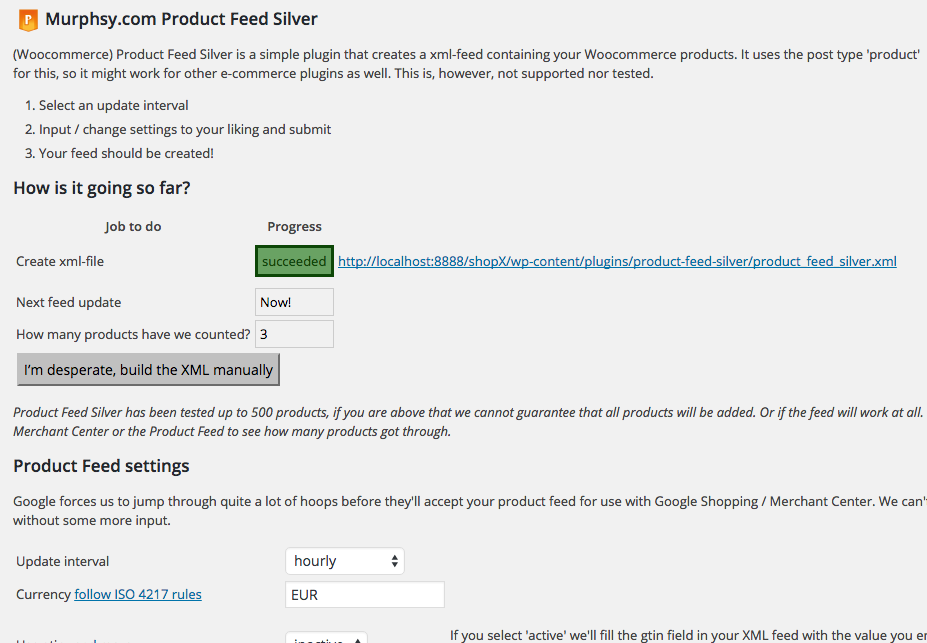 Murphsy.com Product Feed Silver
(Woocommerce) Product Feed Silver is a simple plugin that creates a xml-feed containing your Woocommerce products. It uses the post type 'product'
for this, so it might work for other e-commerce plugins as well. This is, however, not supported nor tested.
1. Select an update interval
2. Input / change settings to your liking and submit
3. Your feed should be created!
How is it going so far?
Job to do Progress
Create xml-file succeeded http://localhost:8888/shopX/wp-content/plugins/product-feed-silver/product_feed_silver.xml
Next feed update Now!
How many products have we counted? 3
I'm desperate, build the XML manually
Product Feed Silver has been tested up to 500 products, if you are above that we cannot guarantee that all products will be added. Or if the feed will work at all.
Merchant Center or the Product Feed to see how many products got through.
Product Feed settings
Google forces us to jump through quite a lot of hoops before they'll accept your product feed for use with Google Shopping / Merchant Center. We can't
without some more input.
Update interval hourly
Currency follow ISO 4217 rules EUR
If you select 'active' we'll fill the gtin field in your XML feed with the value you
inactive